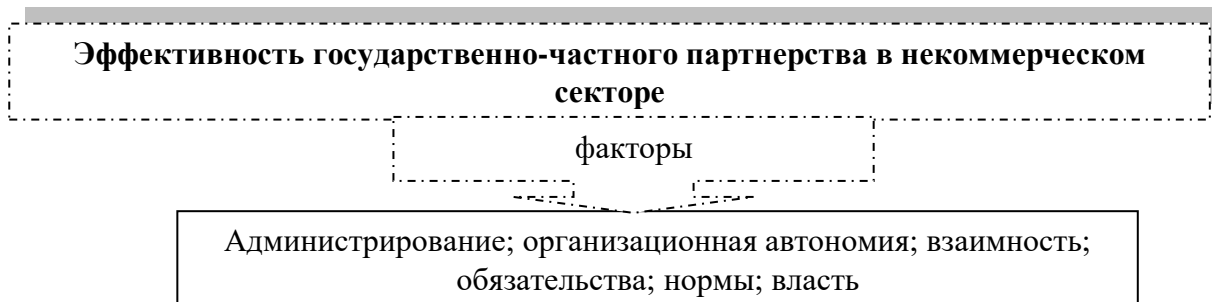 Эффективность государственно-частного партнерства в некоммерческом
секторе
факторы
Администрирование; организационная автономия; взаимность;
обязательства; нормы; власть